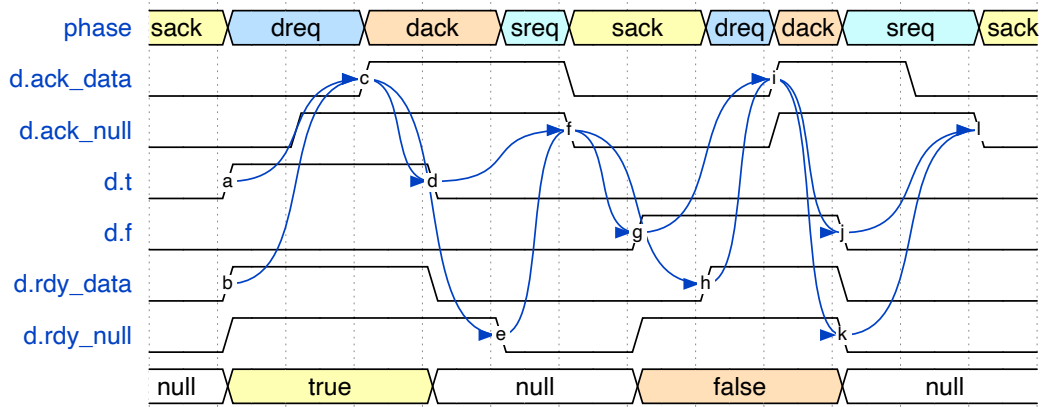 phase sack dreq dack sreq sack dreq dack sreq sack
d.ack_data c i
d.ack_null f l
d.t a d
d.f g j
d.rdy_data b h
d.rdy_null e k
null true null false null